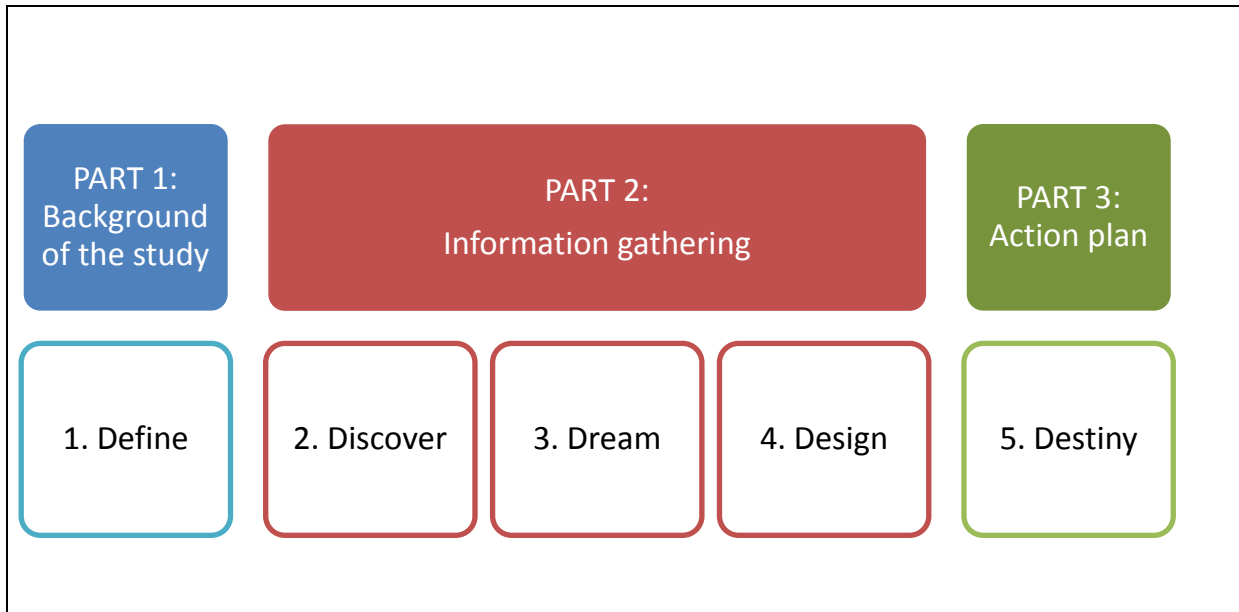 PART 1:
Background
of the study
PART 2:
Information gathering
PART 3:
Action plan
1. Define
2. Discover
3. Dream
4. Design
5. Destiny